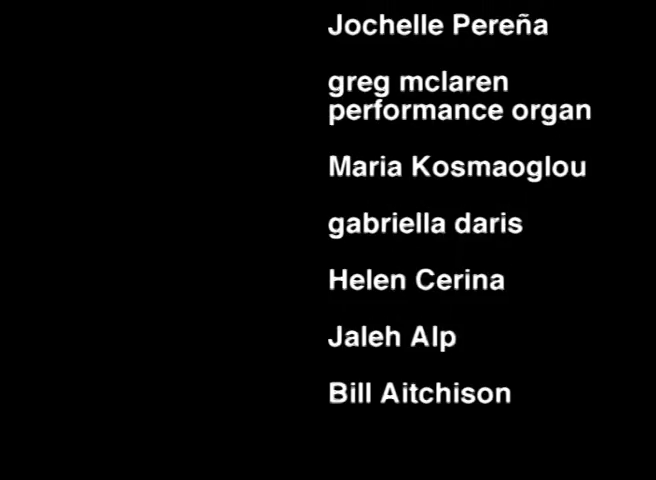 Jochelle Pereña
greg mclaren
performance organ
Maria Kosmaoglou
gabriella daris
Helen Cerina
Jaleh Alp
Bill Aitchison